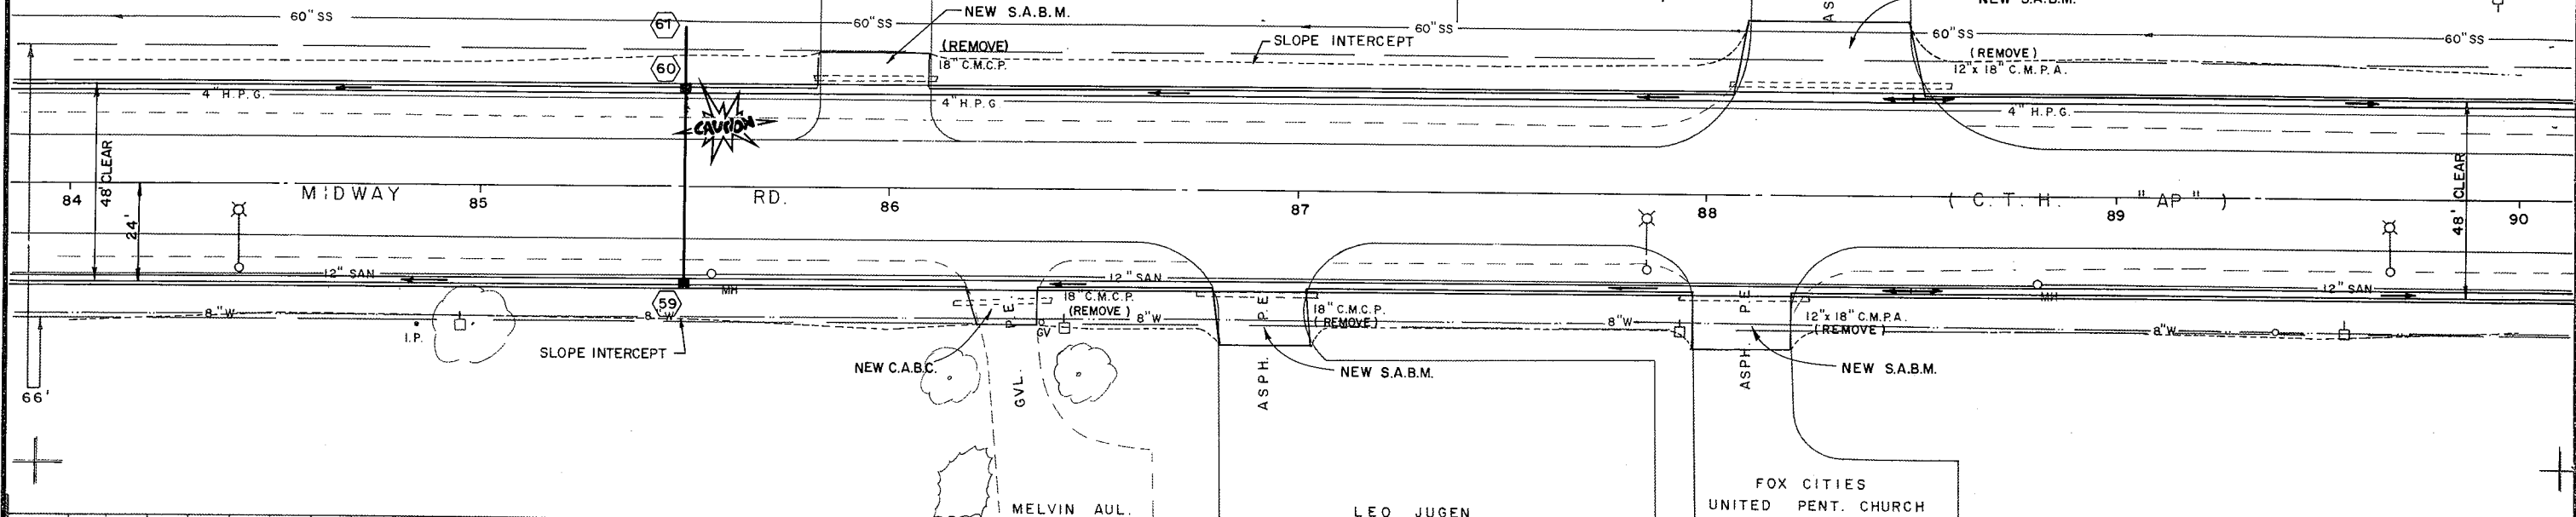 60"SS
61
60"SS
NEW S.A.B.M.
60"SS
AS
NEW S.A.B.M.
60"SS
60"SS
(REMOVE)
18" C.M.C.P.
SLOPE INTERCEPT
(REMOVE)
12"x 18" C.M.P.A.
60
4" H.P.G.
4" H.P.G.
4" H.P.G.
CAUTION
48' CLEAR
24'
84
MIDWAY
85
RD.
86
87
88
( C. T. H. "AP" )
89
48' CLEAR
90
12" SAN
MH
12" SAN
MH
12" SAN
59
18" C.M.C.P.
(REMOVE)
18" C.M.C.P.
(REMOVE)
12"x 18" C.M.P.A.
(REMOVE)
8"W
8"W
8"W
8"W
8"W
I.P.
GV
P.E.
P.E.
P.E.
SLOPE INTERCEPT
NEW C.A.B.C.
GVL.
ASPH.
NEW S.A.B.M.
ASPH.
NEW S.A.B.M.
66'
MELVIN AUL.
LEO JUGEN
FOX CITIES
UNITED PENT. CHURCH